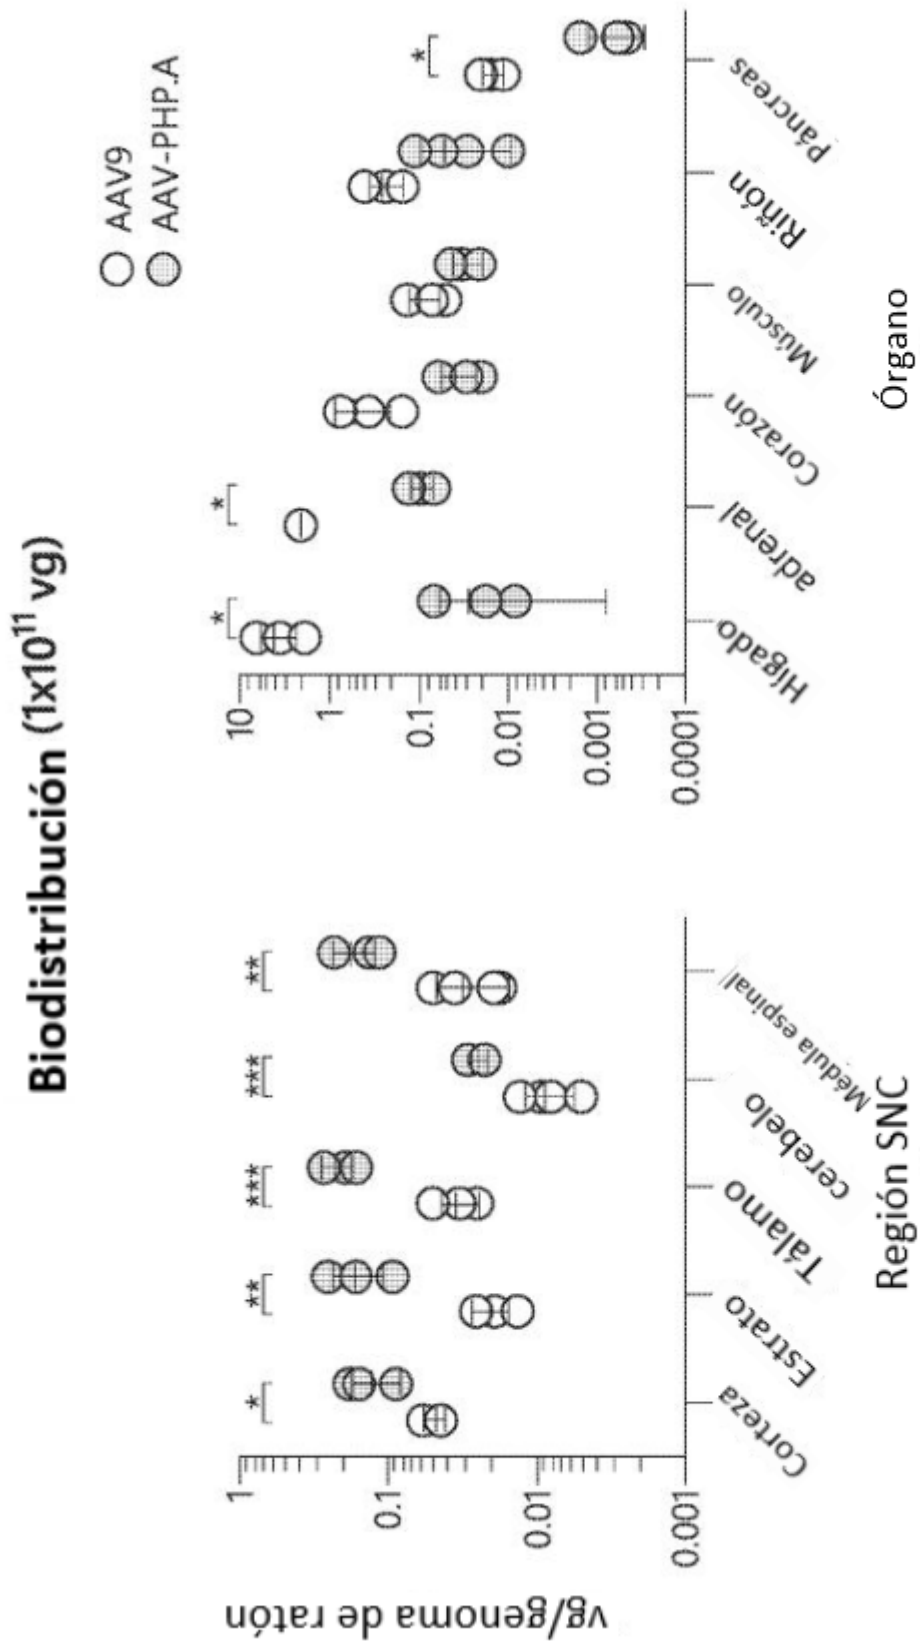 Biodistribución (1x10¹¹ vg)
AAV9
AAV-PHP.A
vg/genoma de ratón
1
0.1
0.01
0.001
*
**
***
***
**
Corteza
Estrato
Tálamo
cerebelo
Médula espinal
Región SNC
10
1
0.1
0.01
0.001
0.0001
*
*
*
Hígado
adrenal
Corazón
Músculo
Riñón
Páncreas
Órgano